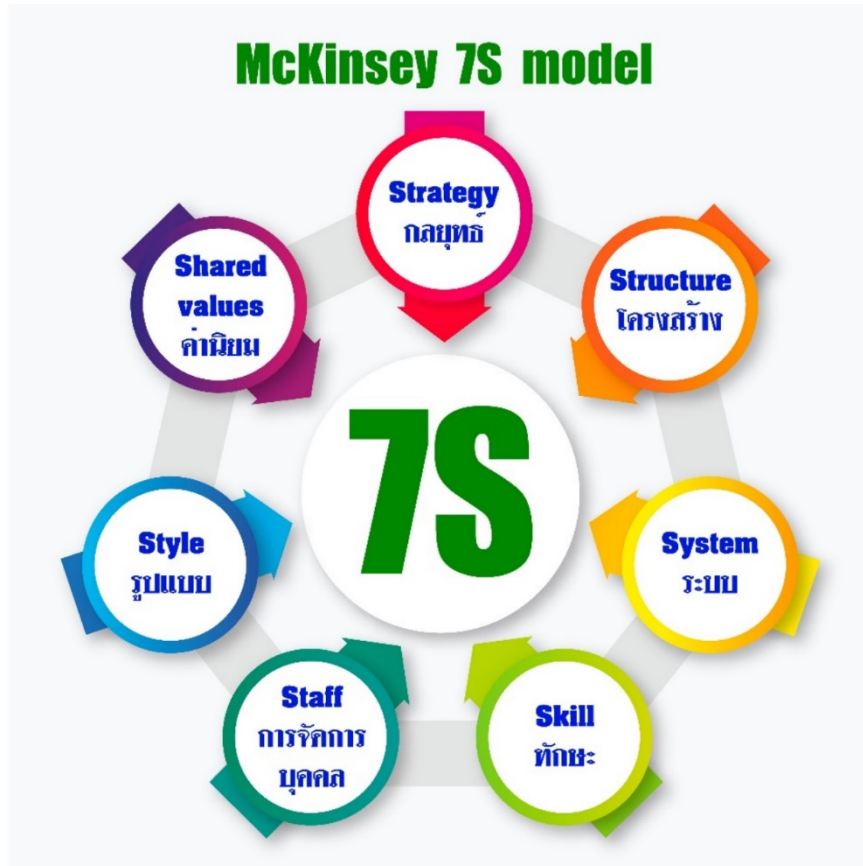 McKinsey 7S model
Strategy
กลยุทธ์
Structure
โครงสร้าง
System
ระบบ
Skill
ทักษะ
Staff
การจัดการ
บุคคล
Style
รูปแบบ
Shared
values
ค่านิยม
7S